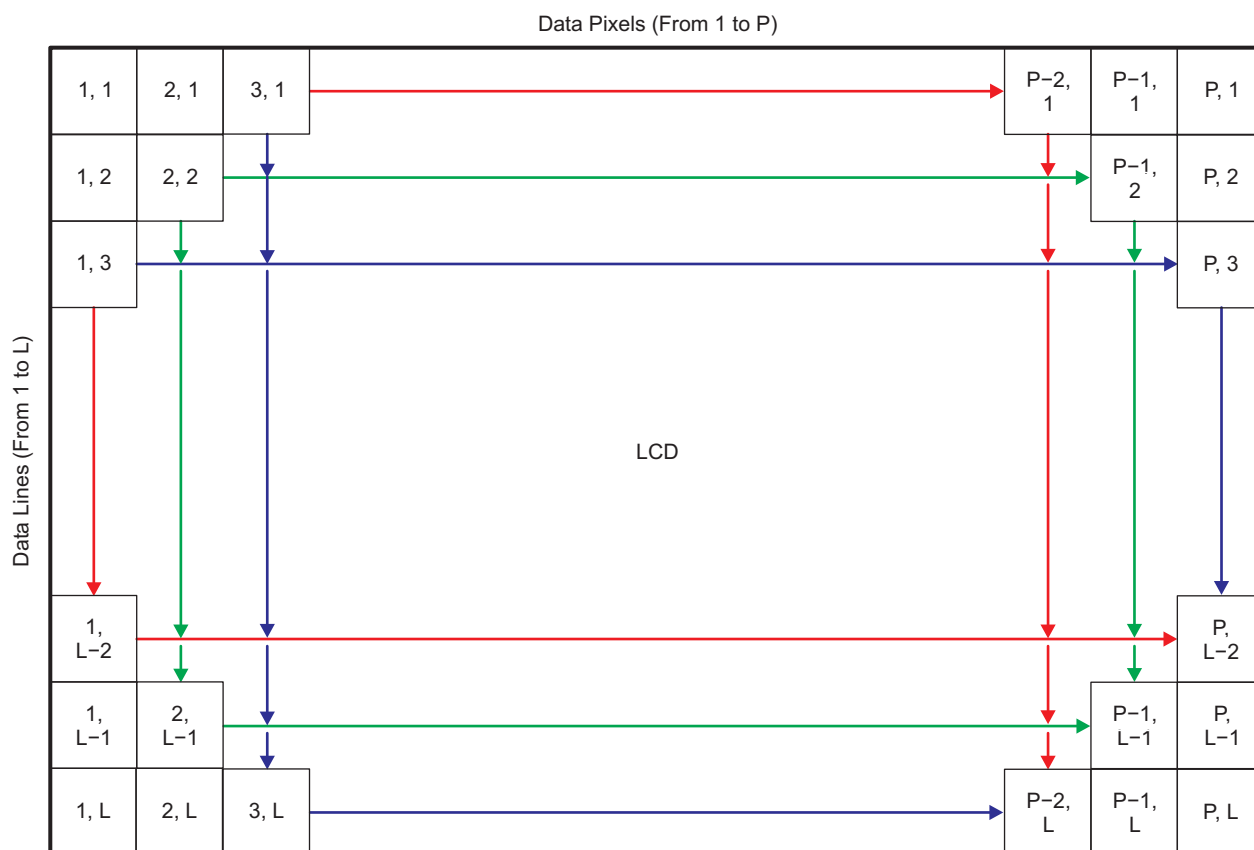 Data Pixels (From 1 to P)
1, 1 2, 1 3, 1 P−2, 1 P−1, 1 P, 1
1, 2 2, 2 P−1, 2 P, 2
1, 3 P, 3
Data Lines (From 1 to L)
LCD
1, L−2 P, L−2
1, L−1 2, L−1 P−1, L−1 P, L−1
1, L 2, L 3, L P−2, L P−1, L P, L